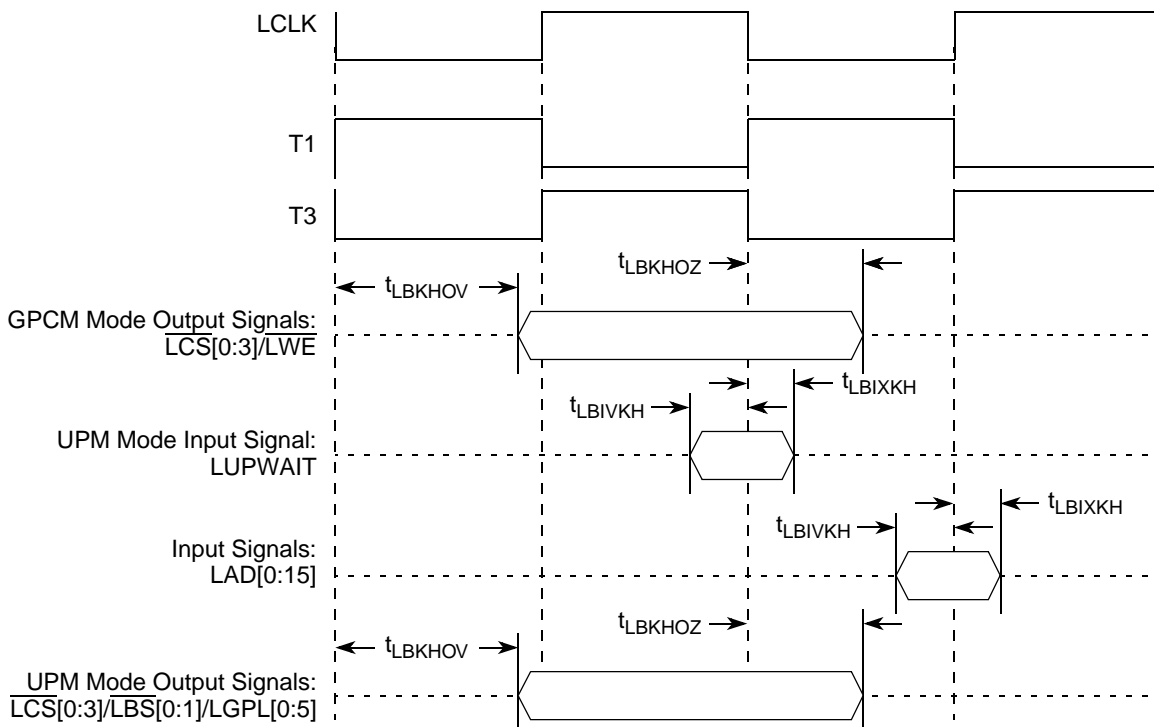 LCLK
T1
T3
tLBKHOZ
tLBKHOV
GPCM Mode Output Signals:
LCS[0:3]/LWE
tLBIXKH
tLBIVKH
UPM Mode Input Signal:
LUPWAIT
tLBIXKH
tLBIVKH
Input Signals:
LAD[0:15]
tLBKHOZ
tLBKHOV
UPM Mode Output Signals:
LCS[0:3]/LBS[0:1]/LGPL[0:5]